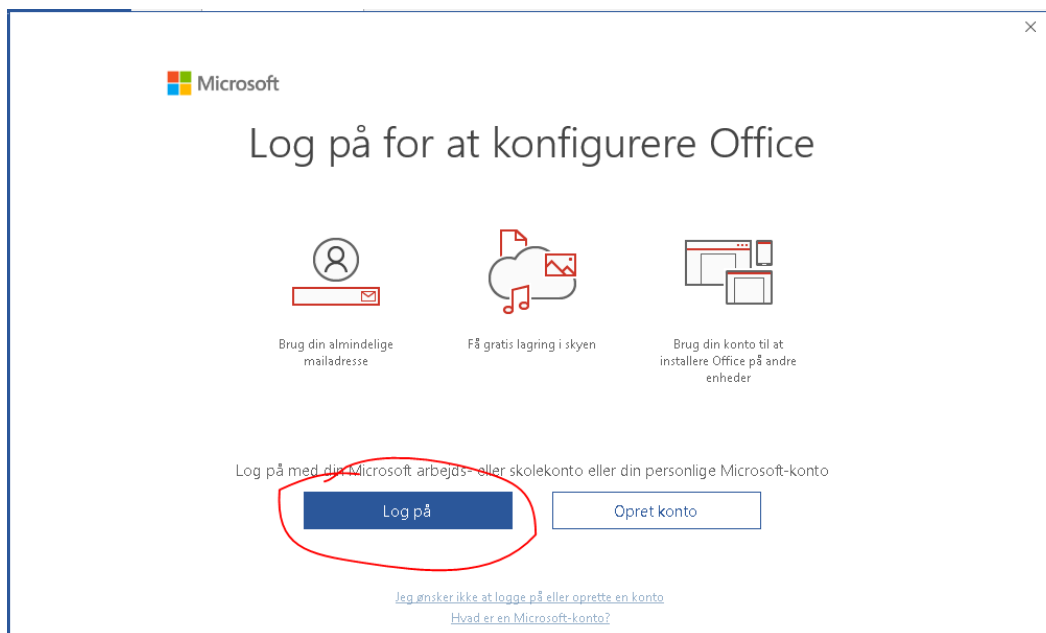 Microsoft
Log på for at konfigurere Office
Brug din almindelige
mailadresse
Få gratis lagring i skyen
Brug din konto til at
installere Office på andre
enheder
Log på med din Microsoft arbejds- eller skolekonto eller din personlige Microsoft-konto
Log på
Opret konto
Jeg ønsker ikke at logge på eller oprette en konto
Hvad er en Microsoft-konto?